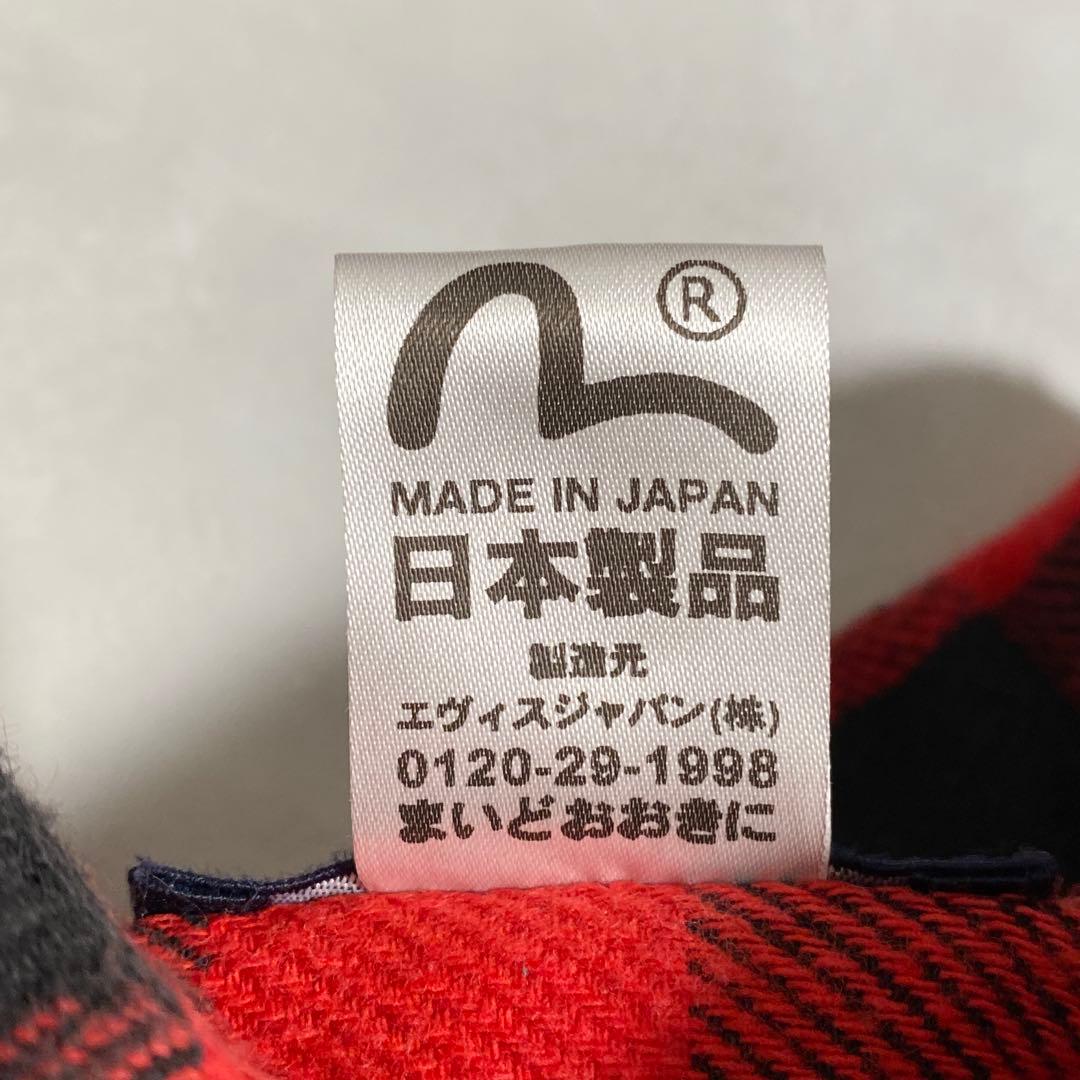 ®
MADE IN JAPAN
日本製品
製造元
エヴィスジャパン(株)
0120-29-1998
まいどおおきに